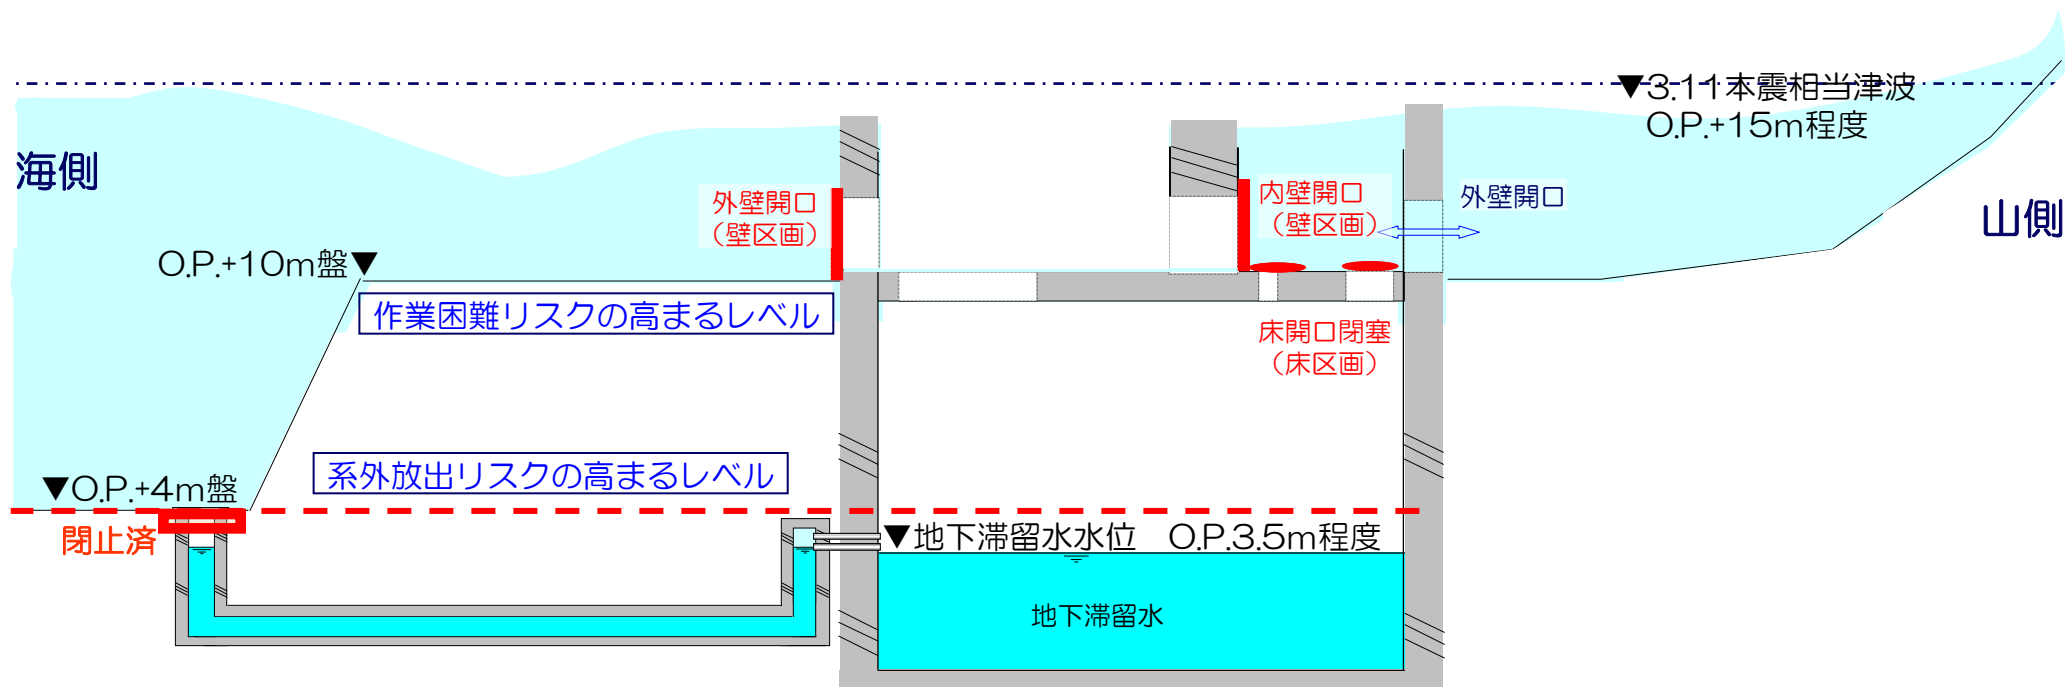 ▼3.11本震相当津波
O.P.+15m程度
海側
外壁開口
（壁区画）
内壁開口
（壁区画）
外壁開口
山側
O.P.+10m盤▼
作業困難リスクの高まるレベル
床開口閉塞
（床区画）
系外放出リスクの高まるレベル
▼O.P.+4m盤
閉止済
▼地下滞留水水位　O.P.3.5m程度
地下滞留水